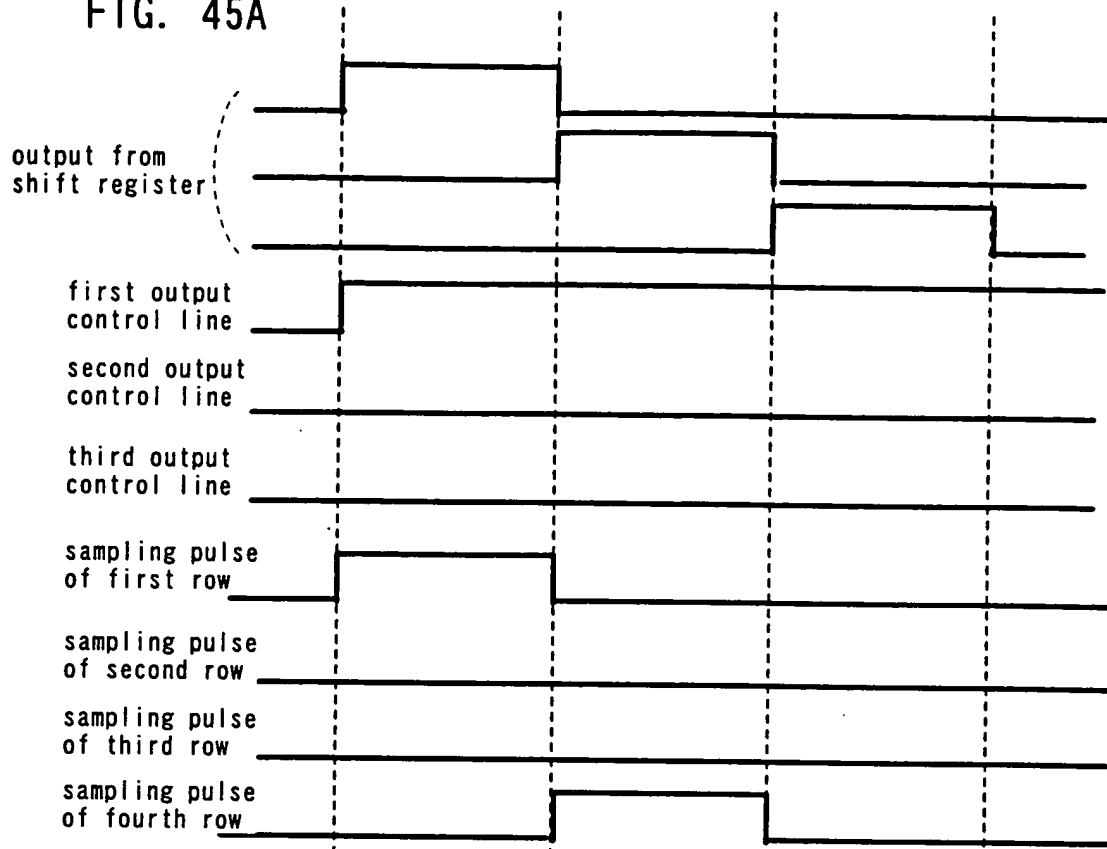 FIG. 45A
output from
shift register
first output
control line
second output
control line
third output
control line
sampling pulse
of first row
sampling pulse
of second row
sampling pulse
of third row
sampling pulse
of fourth row